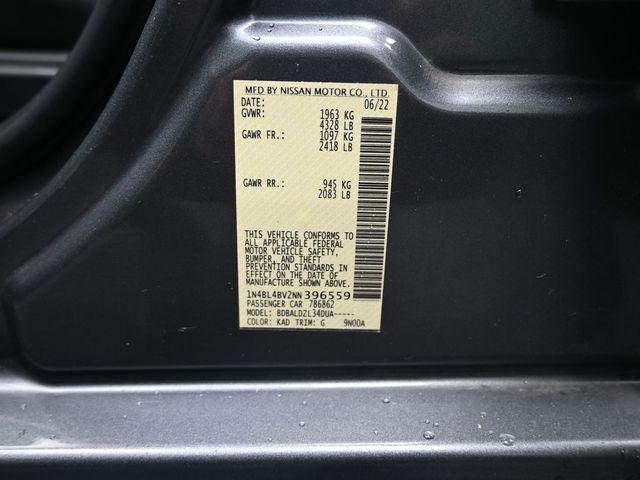 MFD BY NISSAN MOTOR CO., LTD.
DATE: 06/22
GVWR: 1963 KG
4328 LB
GAWR FR.: 1097 KG
2418 LB
GAWR RR.: 945 KG
2083 LB
THIS VEHICLE CONFORMS TO
ALL APPLICABLE FEDERAL
MOTOR VEHICLE SAFETY,
BUMPER, AND THEFT
PREVENTION STANDARDS IN
EFFECT ON THE DATE OF
MANUFACTURE SHOWN ABOVE.
1N4BL4BV2NN396559
PASSENGER CAR 786862
MODEL: BDBALDZL34DUA-----
COLOR: KAD TRIM: G 9N00A